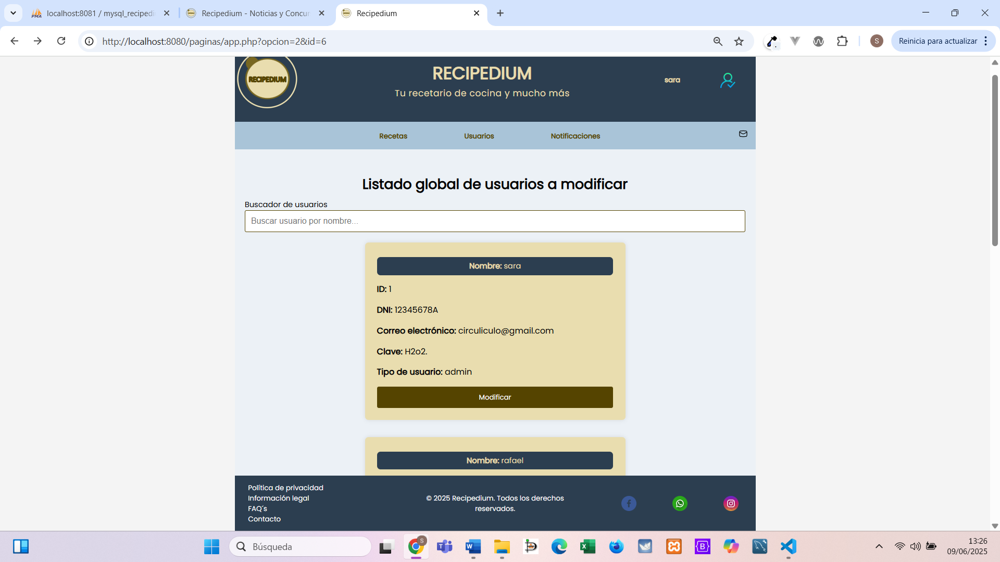 localhost:8081 / mysql_recipedi
Recipedium - Noticias y Concur
Recipedium
http://localhost:8080/paginas/app.php?opcion=2&id=6
S
Reinicia para actualizar
RECIPEDIUM
RECIPEDIUM
Tu recetario de cocina y mucho más
sara
Recetas
Usuarios
Notificaciones
Listado global de usuarios a modificar
Buscador de usuarios
Buscar usuario por nombre...
Nombre: sara
ID: 1
DNI: 12345678A
Correo electrónico: circuliculo@gmail.com
Clave: H2o2.
Tipo de usuario: admin
Modificar
Nombre: rafael
Política de privacidad
Información legal
FAQ´s
Contacto
© 2025 Recipedium. Todos los derechos
reservados.
Búsqueda
13:26
09/06/2025